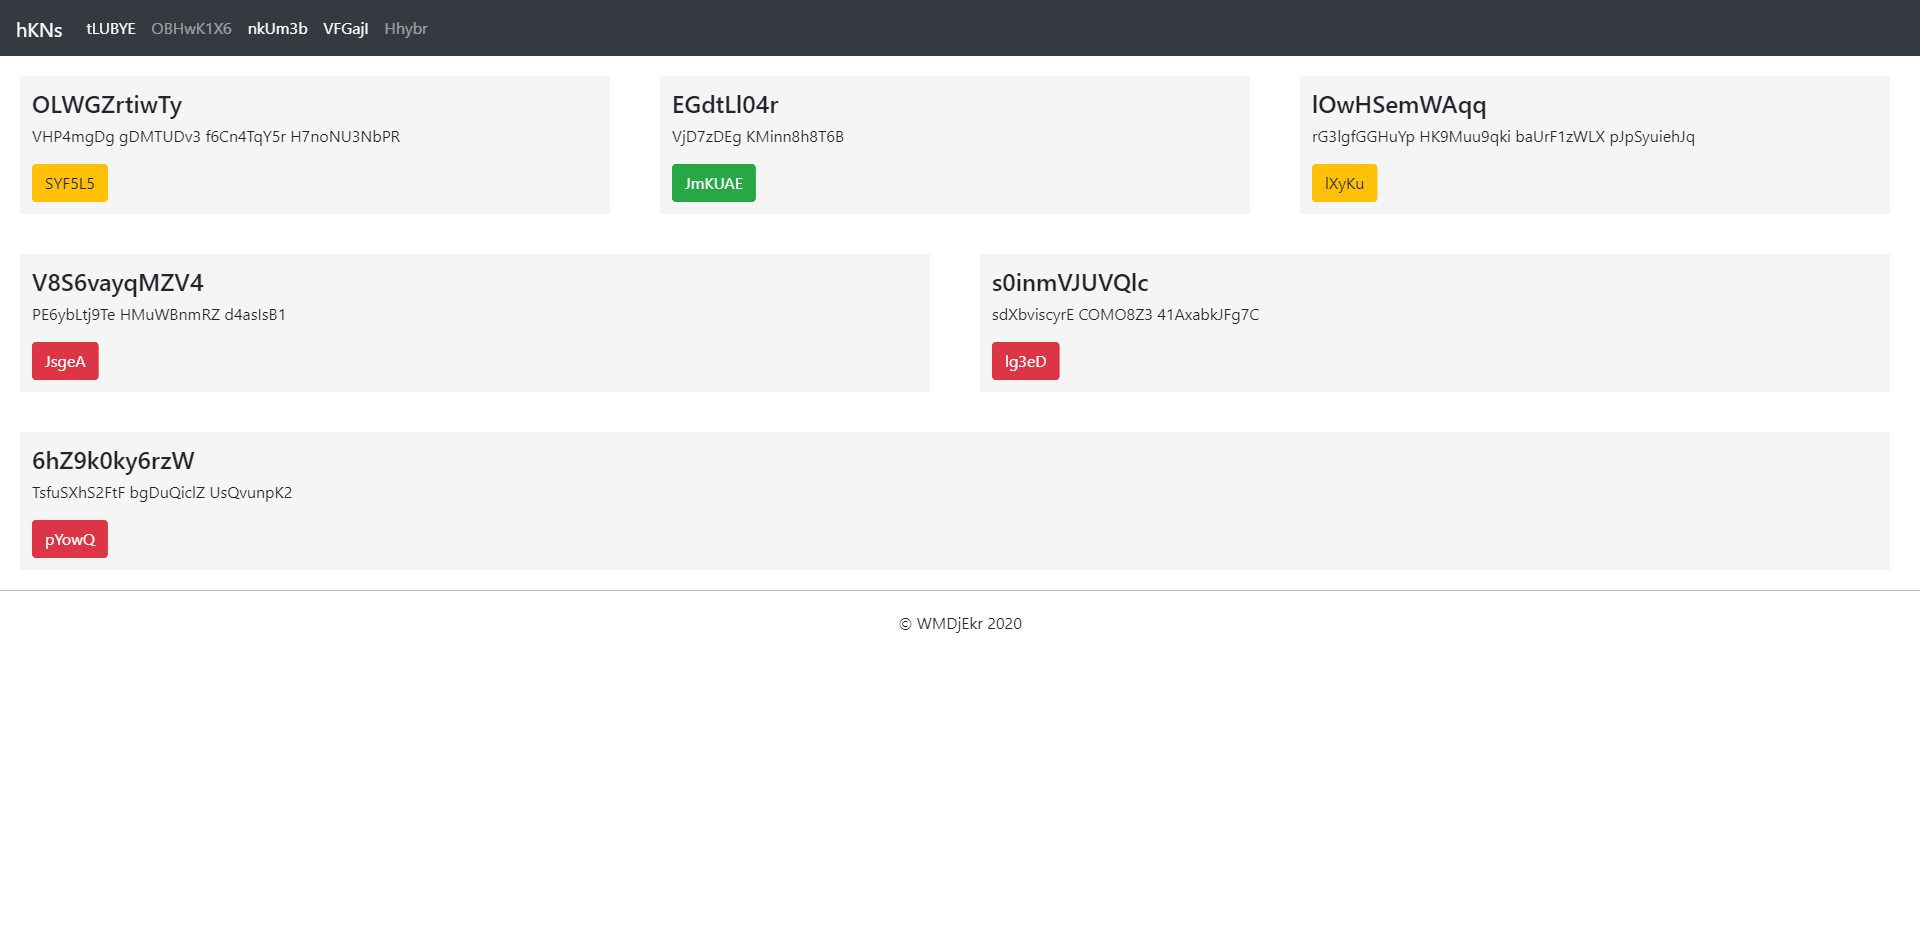 hKNs tLUBYE OBHwK1X6 nkUm3b VFGajI Hhybr
OLWGZrtiwTy
VHP4mgDg gDMTUDv3 f6Cn4TqY5r H7noNU3NbPR
SYF5L5
EGdtLl04r
VjD7zDEg KMinn8h8T6B
JmKUAE
lOwHSemWAqq
rG3lgfGGHuYp HK9Muu9qki baUrF1zWLX pJpSyuiehJq
lXyKu
V8S6vayqMZV4
PE6ybLtj9Te HMuWBnmRZ d4asIsB1
JsgeA
s0inmVJUVQlc
sdXbviscyrE COMO8Z3 41AxabkJFg7C
lg3eD
6hZ9k0ky6rzW
TsfuSXhS2FtF bgDuQiclZ UsQvunpK2
pYowQ
© WMDjEkr 2020